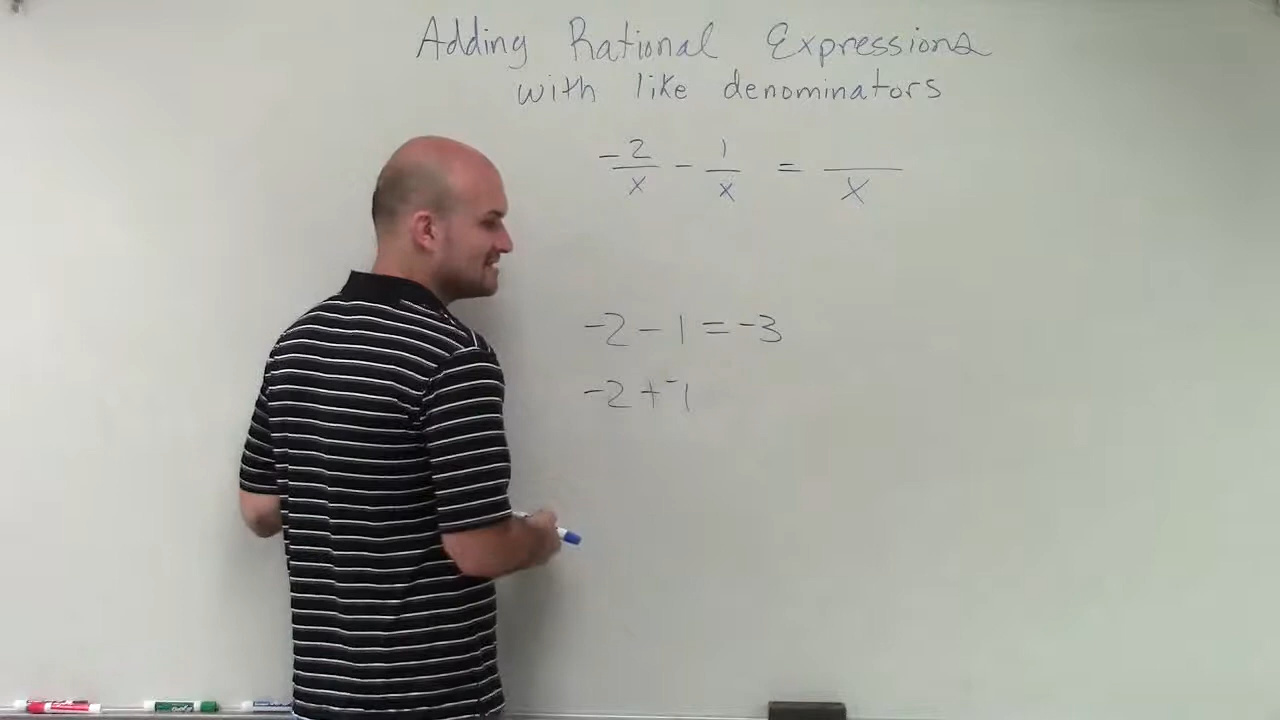 Adding Rational Expressions
with like denominators
-2/x - 1/x = /x
-2 - 1 = -3
-2 + -1